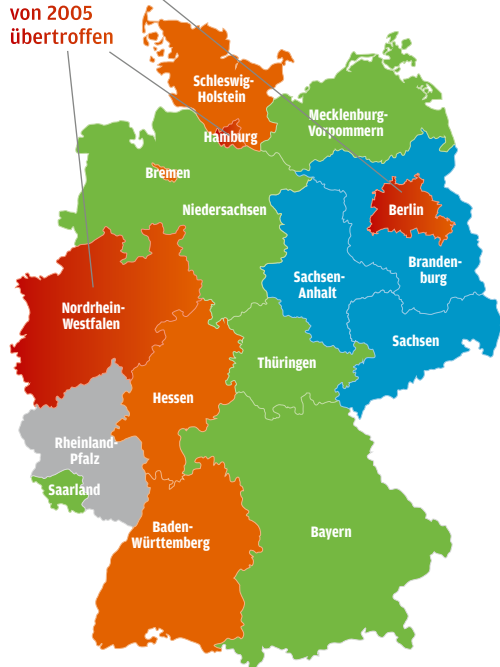 von 2005
übertroffen
Schleswig-
Holstein
Mecklenburg-
Vorpommern
Hamburg
Bremen
Niedersachsen
Berlin
Branden-
burg
Sachsen-
Anhalt
Nordrhein-
Westfalen
Sachsen
Thüringen
Hessen
Rheinland-
Pfalz
Saarland
Baden-
Württemberg
Bayern